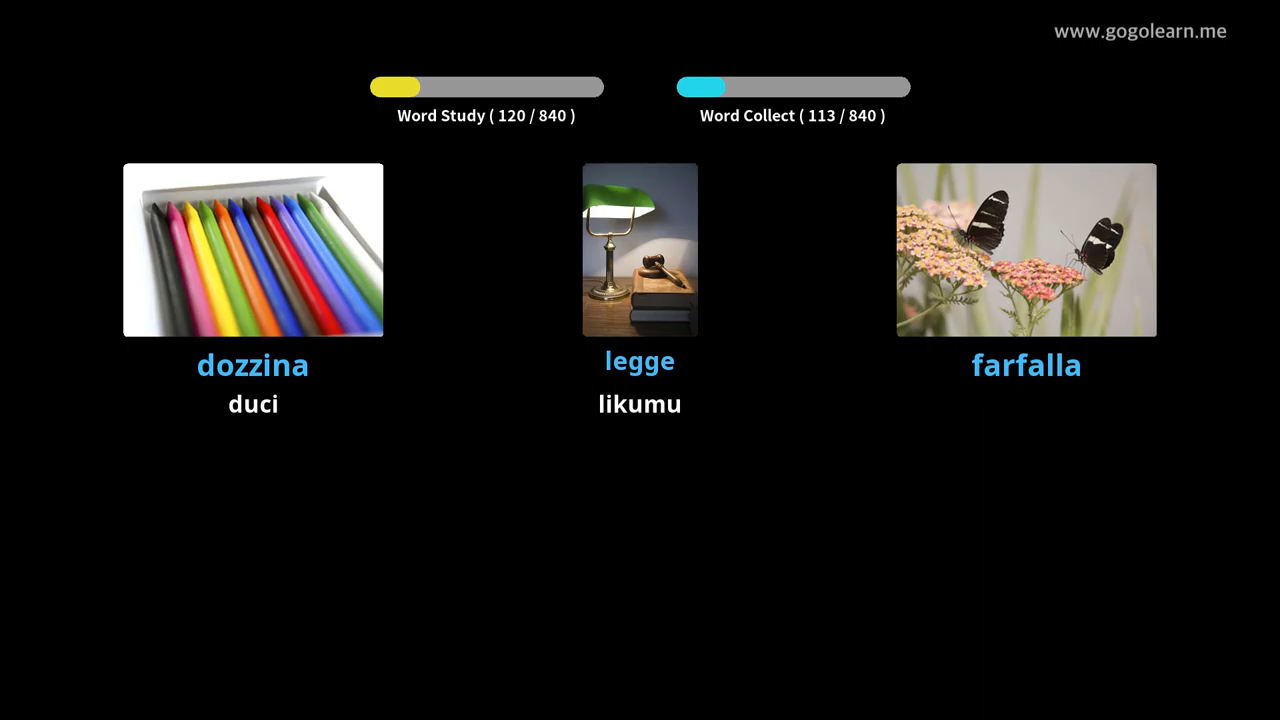 www.gogolearn.me
Word Study ( 120 / 840 )
Word Collect ( 113 / 840 )
dozzina
legge
farfalla
duci
likumu